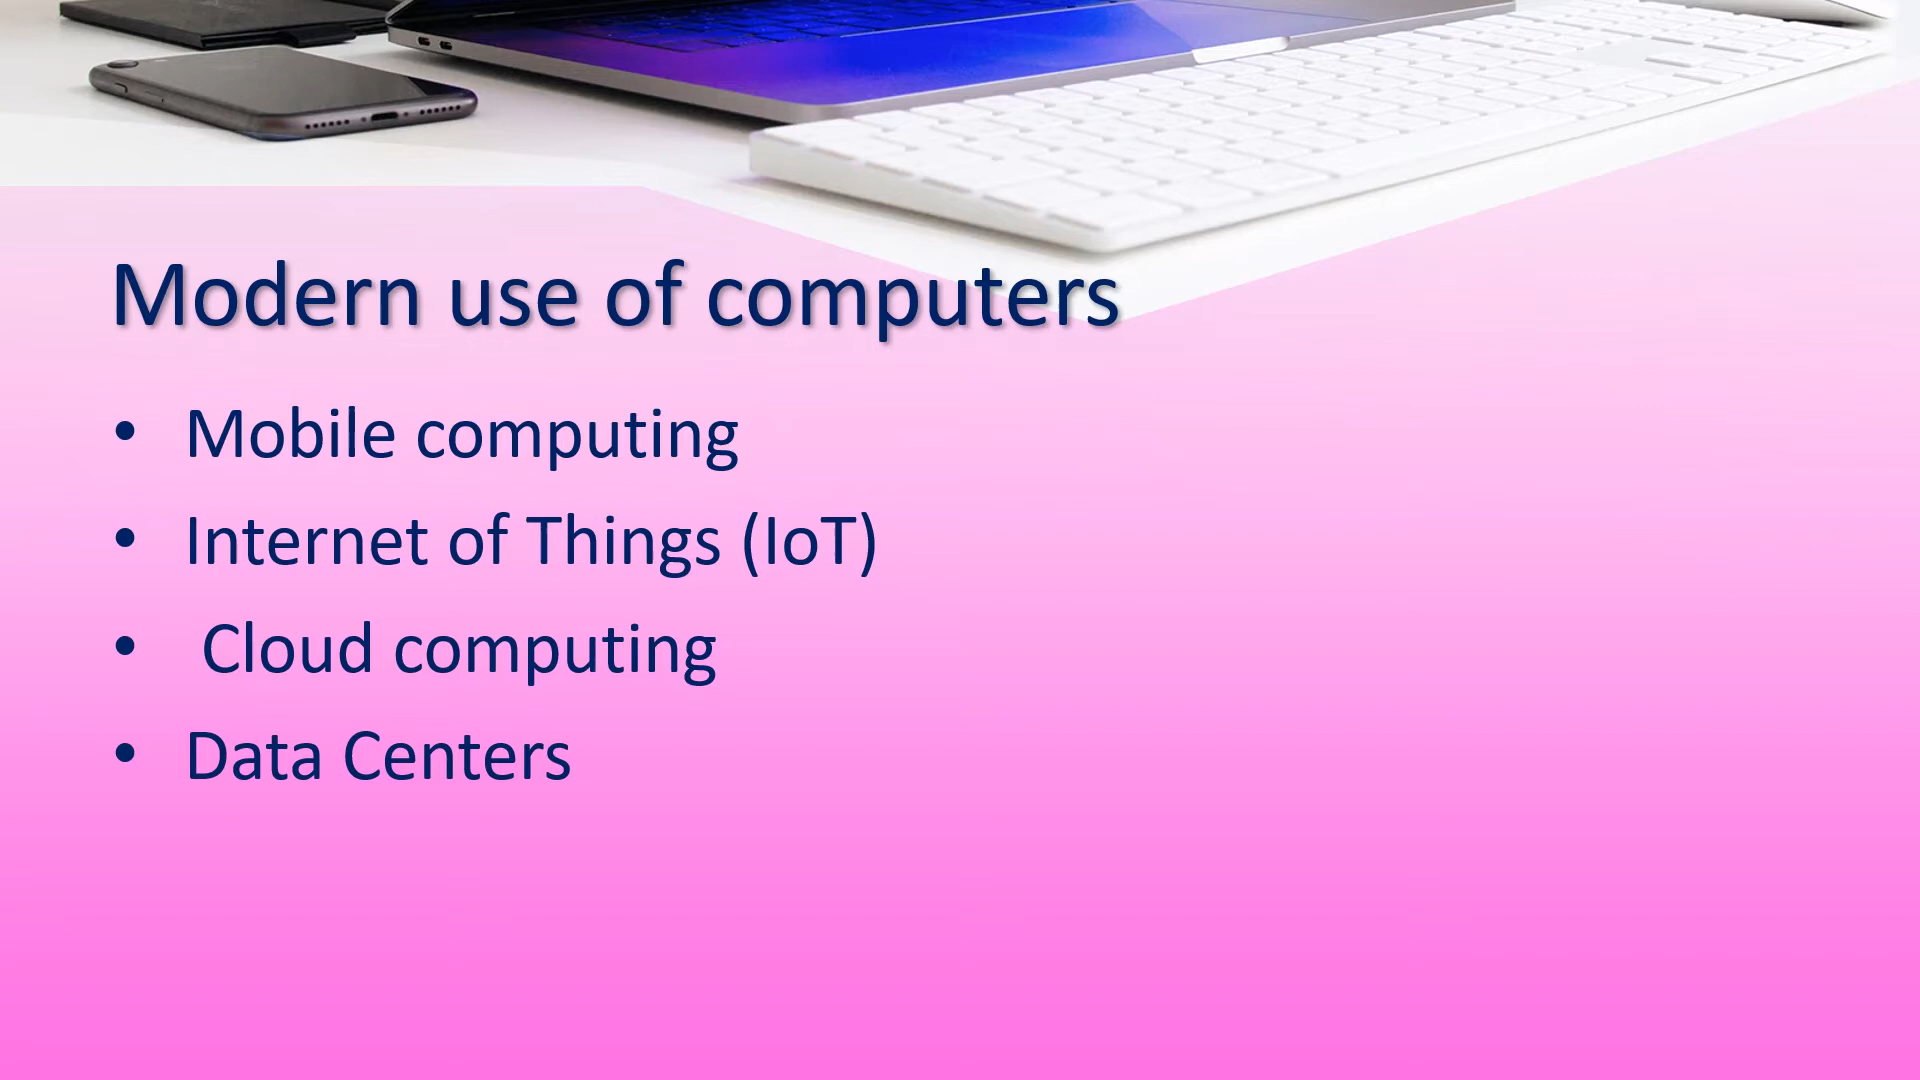 Modern use of computers
• Mobile computing
• Internet of Things (IoT)
• Cloud computing
• Data Centers